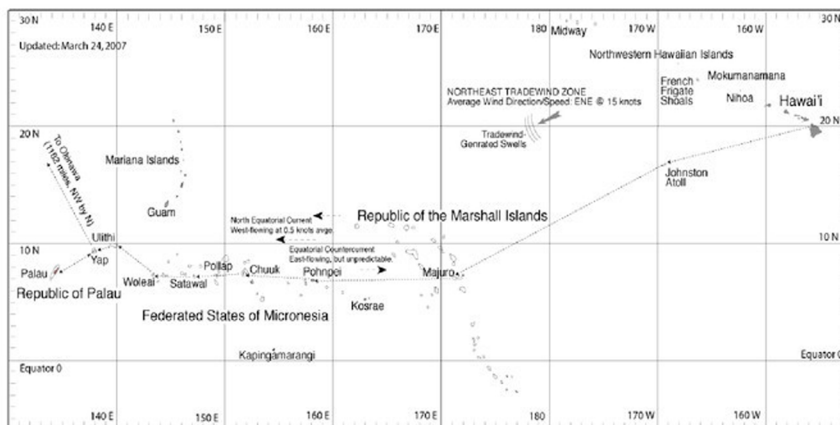 30 N
140 E
150 E
160 E
170 E
180
170 W
160 W
30 N
Updated: March 24, 2007
Midway
Northwestern Hawaiian Islands
French
Frigate
Shoals
Mokumanamana
Nihoa
Hawai'i
NORTHEAST TRADEWIND ZONE
Average Wind Direction/Speed: ENE @ 15 knots
Tradewind-
Genrated Swells
20 N
20 N
To Okinawa
(1162 miles, NW by N)
Mariana Islands
Guam
Johnston
Atoll
North Equatorial Current
West-flowing at 0.5 knots avge.
Republic of the Marshall Islands
10 N
10 N
Equatorial Countercurrent
East-flowing, but unpredictable.
Ulithi
Yap
Palau
Republic of Palau
Woleai
Satawal
Pollap
Chuuk
Pohnpei
Majuro
Kosrae
Federated States of Micronesia
Kapingamarangi
Equator 0
Equator 0
140 E
150 E
160 E
170 E
180
170 W
160 W